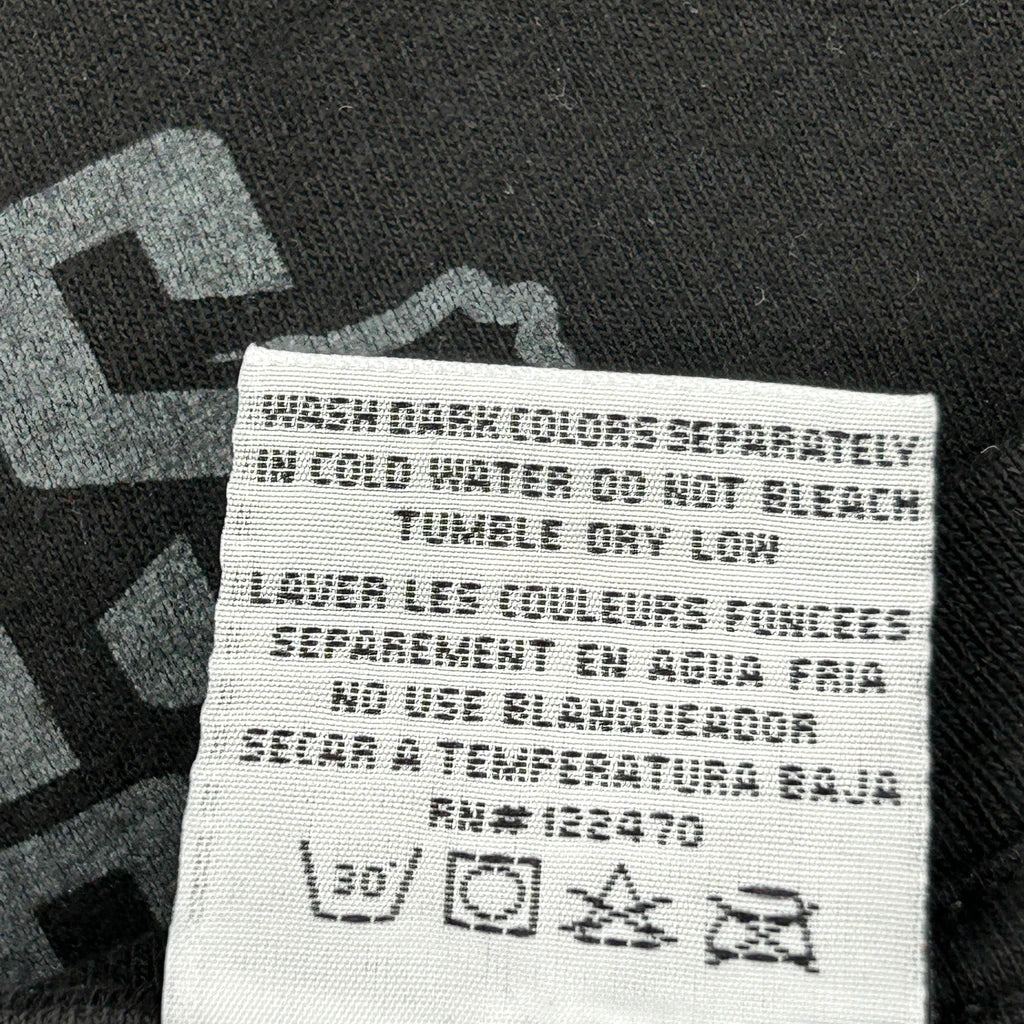 WASH DARK COLORS SEPARATELY
IN COLD WATER DO NOT BLEACH
TUMBLE DRY LOW
LAVER LES COULEURS FONCEES
SEPAREMENT EN AGUA FRIA
NO USE BLANQUEADOR
SECAR A TEMPERATURA BAJA
RN#122470
30°